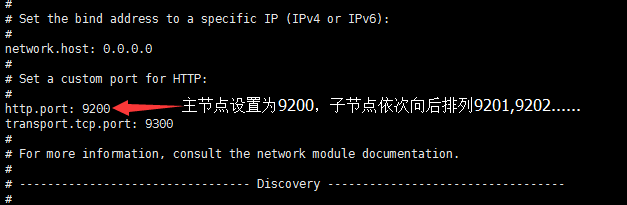 #
# Set the bind address to a specific IP (IPv4 or IPv6):
#
network.host: 0.0.0.0
#
# Set a custom port for HTTP:
#
http.port: 9200 主节点设置为9200，子节点依次向后排列9201,9202......
transport.tcp.port: 9300
#
# For more information, consult the network module documentation.
#
# --------------------------------- Discovery ----------------------------------
#